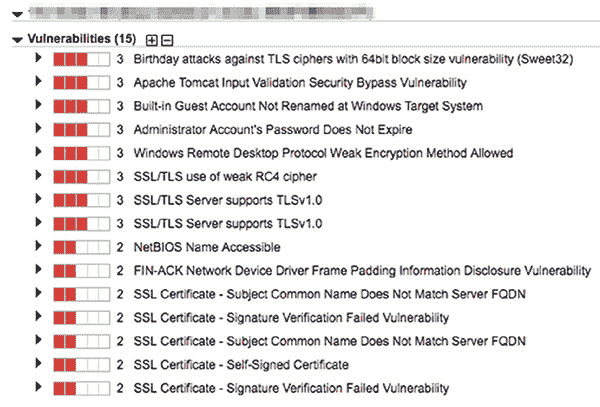 Vulnerabilities (15)
3 Birthday attacks against TLS ciphers with 64bit block size vulnerability (Sweet32)
3 Apache Tomcat Input Validation Security Bypass Vulnerability
3 Built-in Guest Account Not Renamed at Windows Target System
3 Administrator Account's Password Does Not Expire
3 Windows Remote Desktop Protocol Weak Encryption Method Allowed
3 SSL/TLS use of weak RC4 cipher
3 SSL/TLS Server supports TLSv1.0
3 SSL/TLS Server supports TLSv1.0
2 NetBIOS Name Accessible
2 FIN-ACK Network Device Driver Frame Padding Information Disclosure Vulnerability
2 SSL Certificate - Subject Common Name Does Not Match Server FQDN
2 SSL Certificate - Signature Verification Failed Vulnerability
2 SSL Certificate - Subject Common Name Does Not Match Server FQDN
2 SSL Certificate - Self-Signed Certificate
2 SSL Certificate - Signature Verification Failed Vulnerability